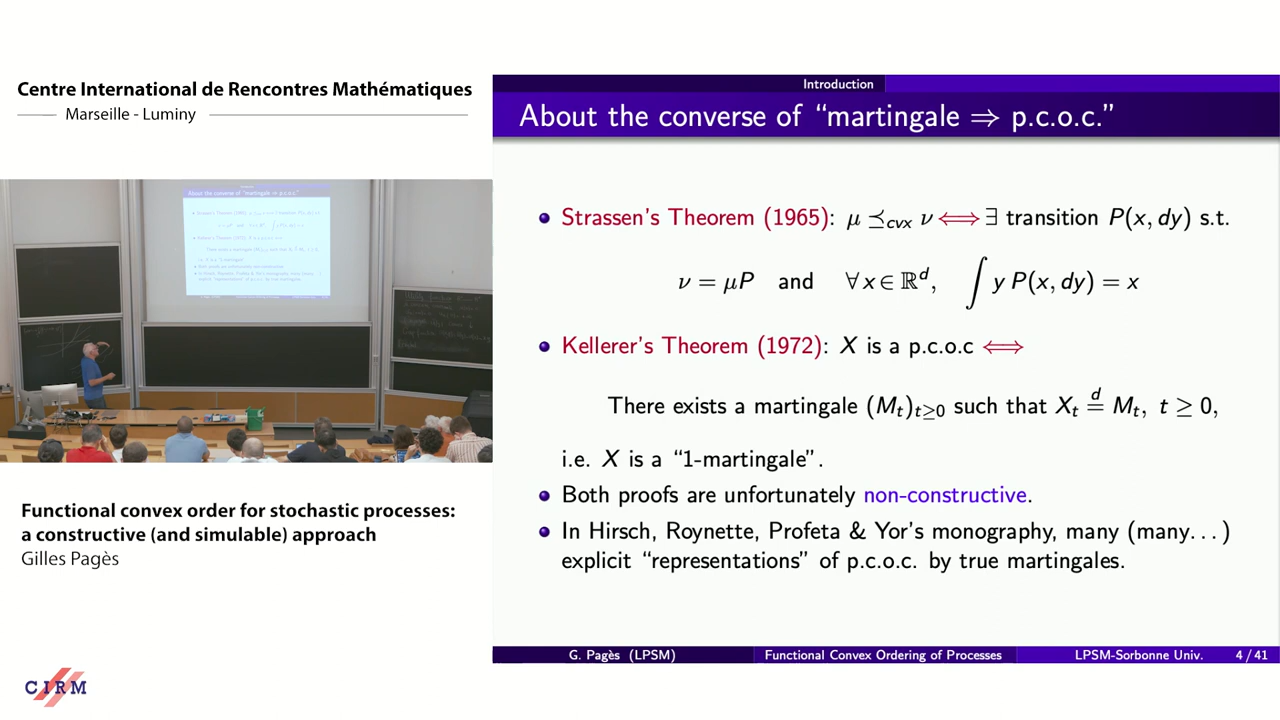 Centre International de Rencontres Mathématiques
Marseille - Luminy
Introduction
About the converse of “martingale ⇒ p.c.o.c.”
Strassen’s Theorem (1965): μ ⪯cvx ν ⟺ ∃ transition P(x, dy) s.t.
ν = μP and ∀ x ∈ ℝᵈ, ∫ y P(x, dy) = x
Kellerer’s Theorem (1972): X is a p.c.o.c ⟺
There exists a martingale (Mt)t≥0 such that Xt =ᵈ Mt, t ≥ 0,
i.e. X is a “1-martingale”.
Both proofs are unfortunately non-constructive.
In Hirsch, Roynette, Profeta & Yor’s monography, many (many. . . )
explicit “representations” of p.c.o.c. by true martingales.
G. Pagès (LPSM) Functional Convex Ordering of Processes LPSM-Sorbonne Univ. 4 / 41
Functional convex order for stochastic processes:
a constructive (and simulable) approach
Gilles Pagès
CIRM